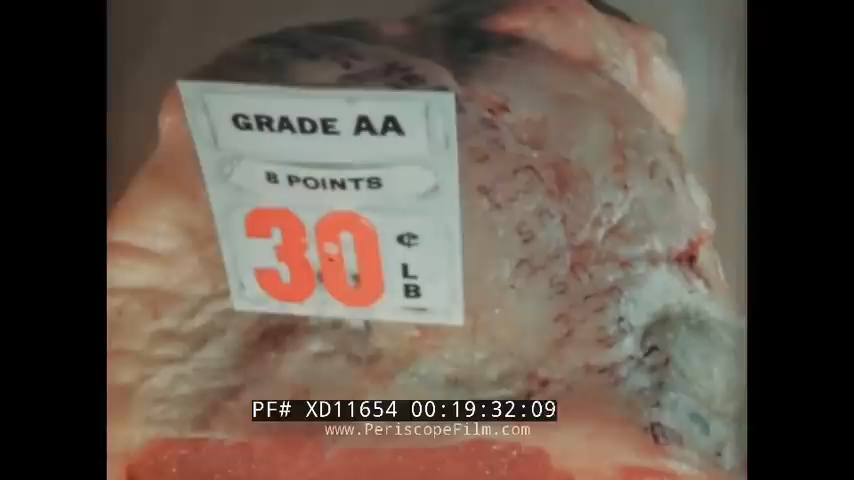 GRADE AA
8 POINTS
30 ¢
LB
PF# XD11654 00:19:32:09
www.PeriscopeFilm.com